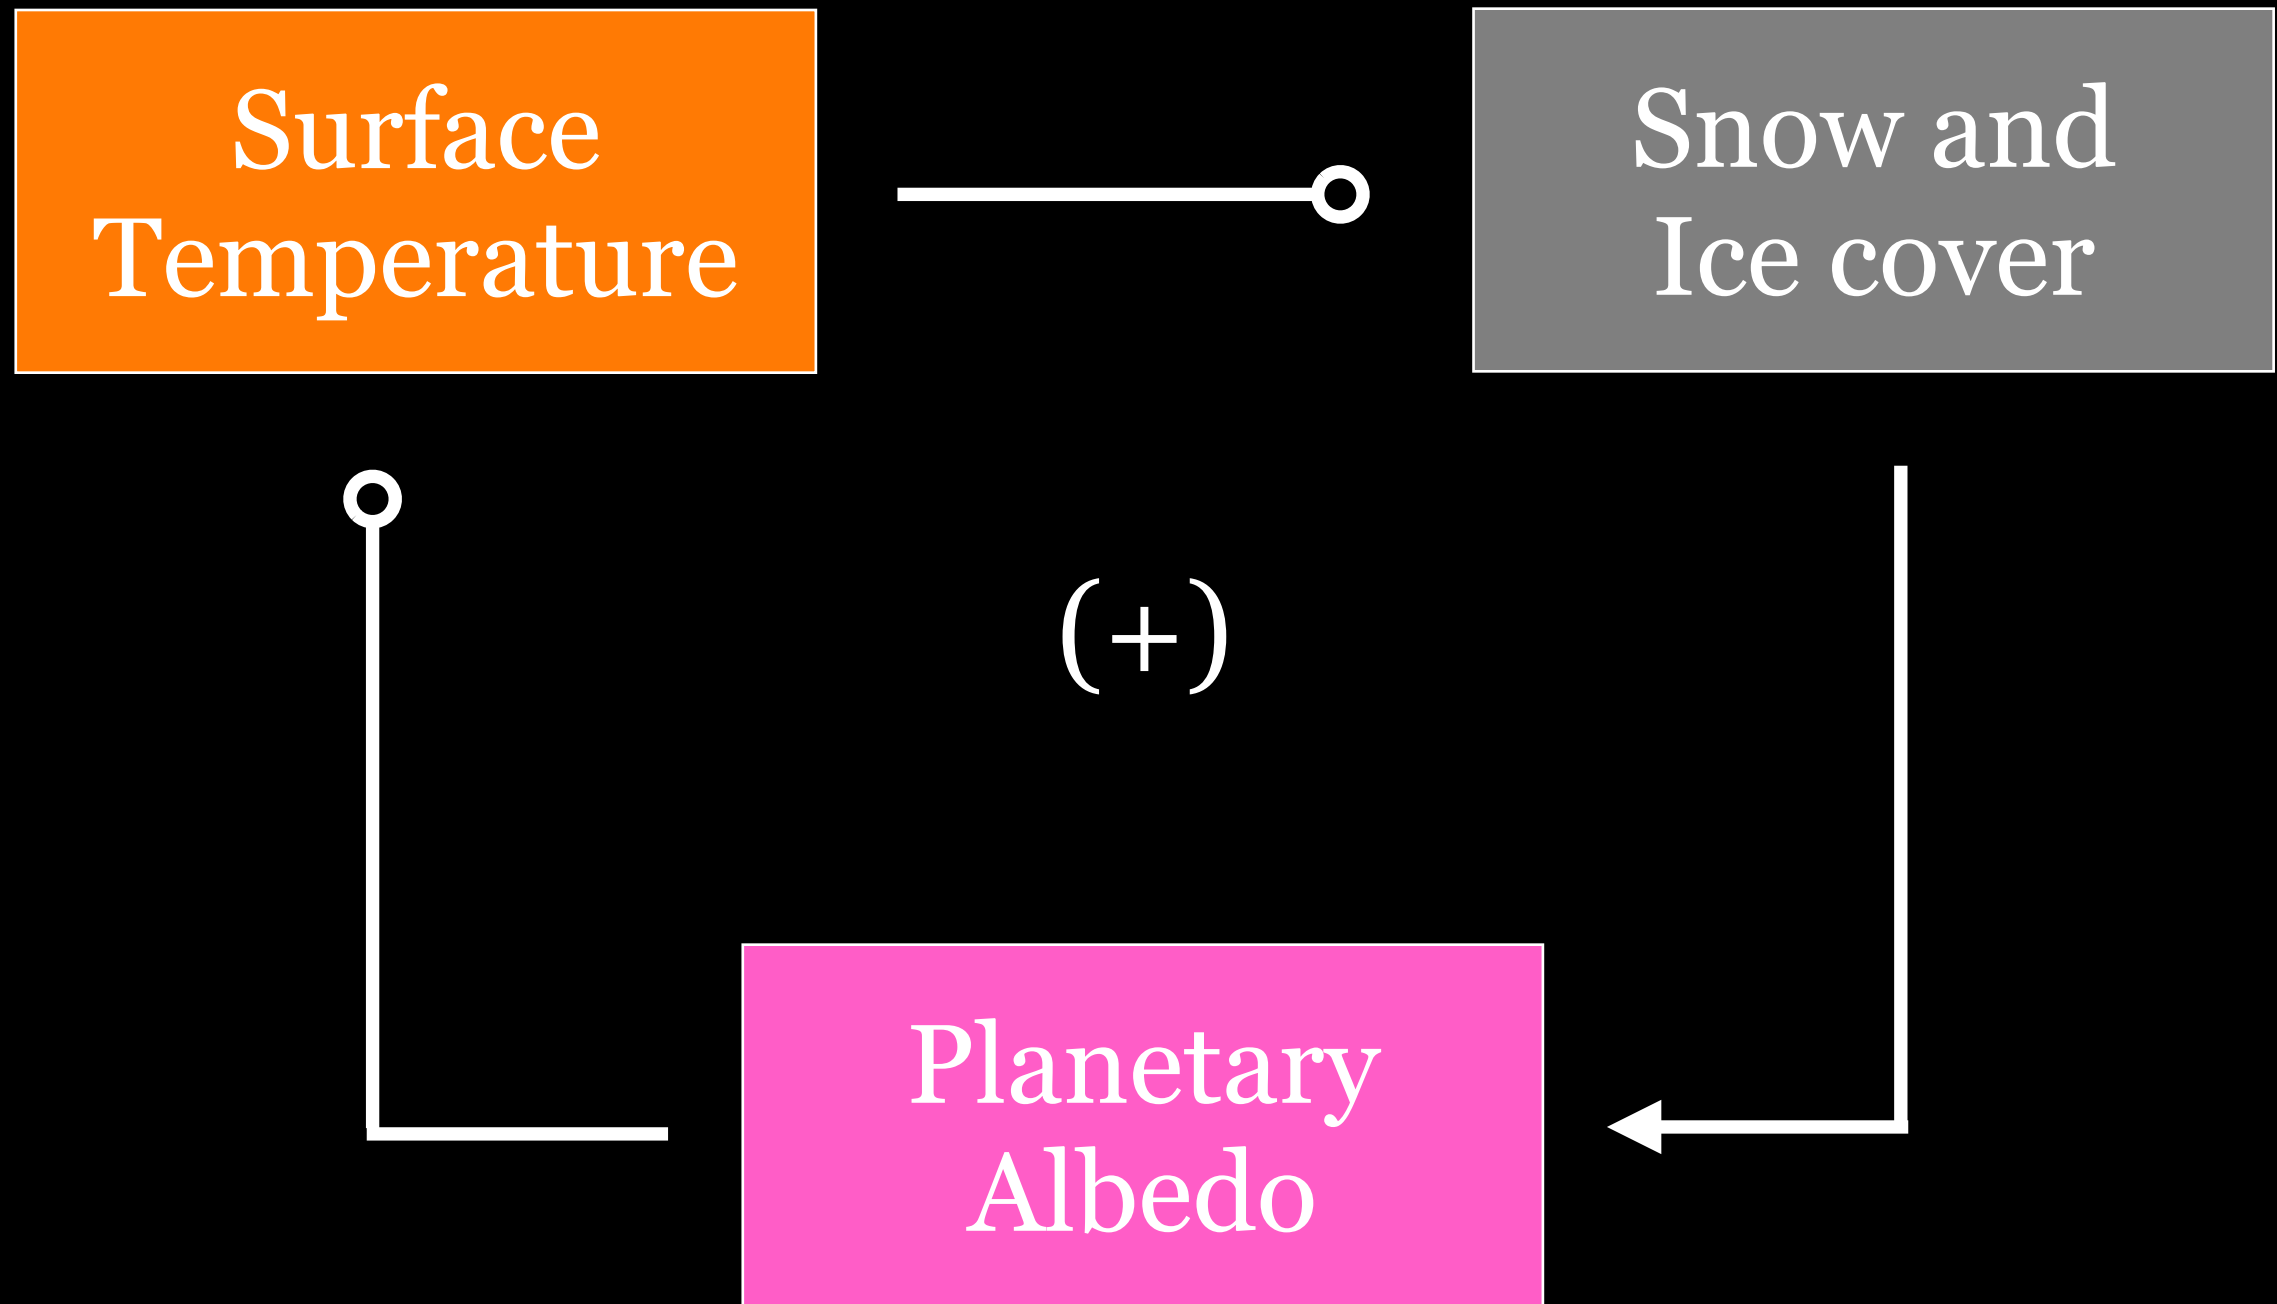 Surface
Temperature
Snow and
Ice cover
(+)
Planetary
Albedo